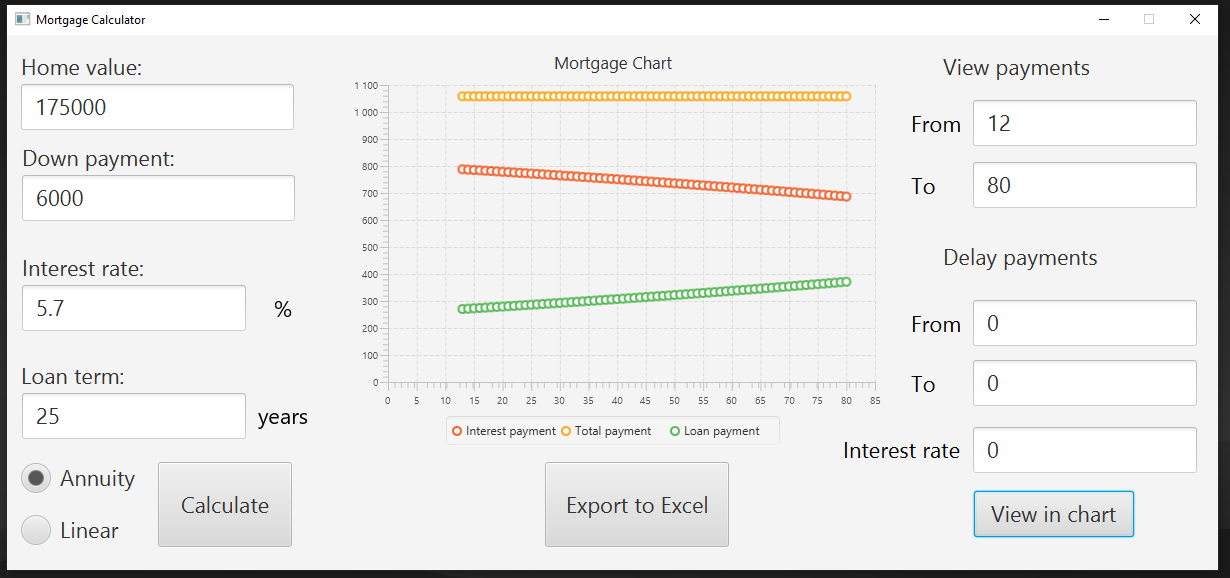 Mortgage Calculator
Home value:
175000
Down payment:
6000
Interest rate:
5.7
%
Loan term:
25
years
Annuity
Linear
Calculate
Mortgage Chart
1 100
1 000
900
800
700
600
500
400
300
200
100
0
0 5 10 15 20 25 30 35 40 45 50 55 60 65 70 75 80 85
Interest payment Total payment Loan payment
Export to Excel
View payments
From 12
To 80
Delay payments
From 0
To 0
Interest rate 0
View in chart